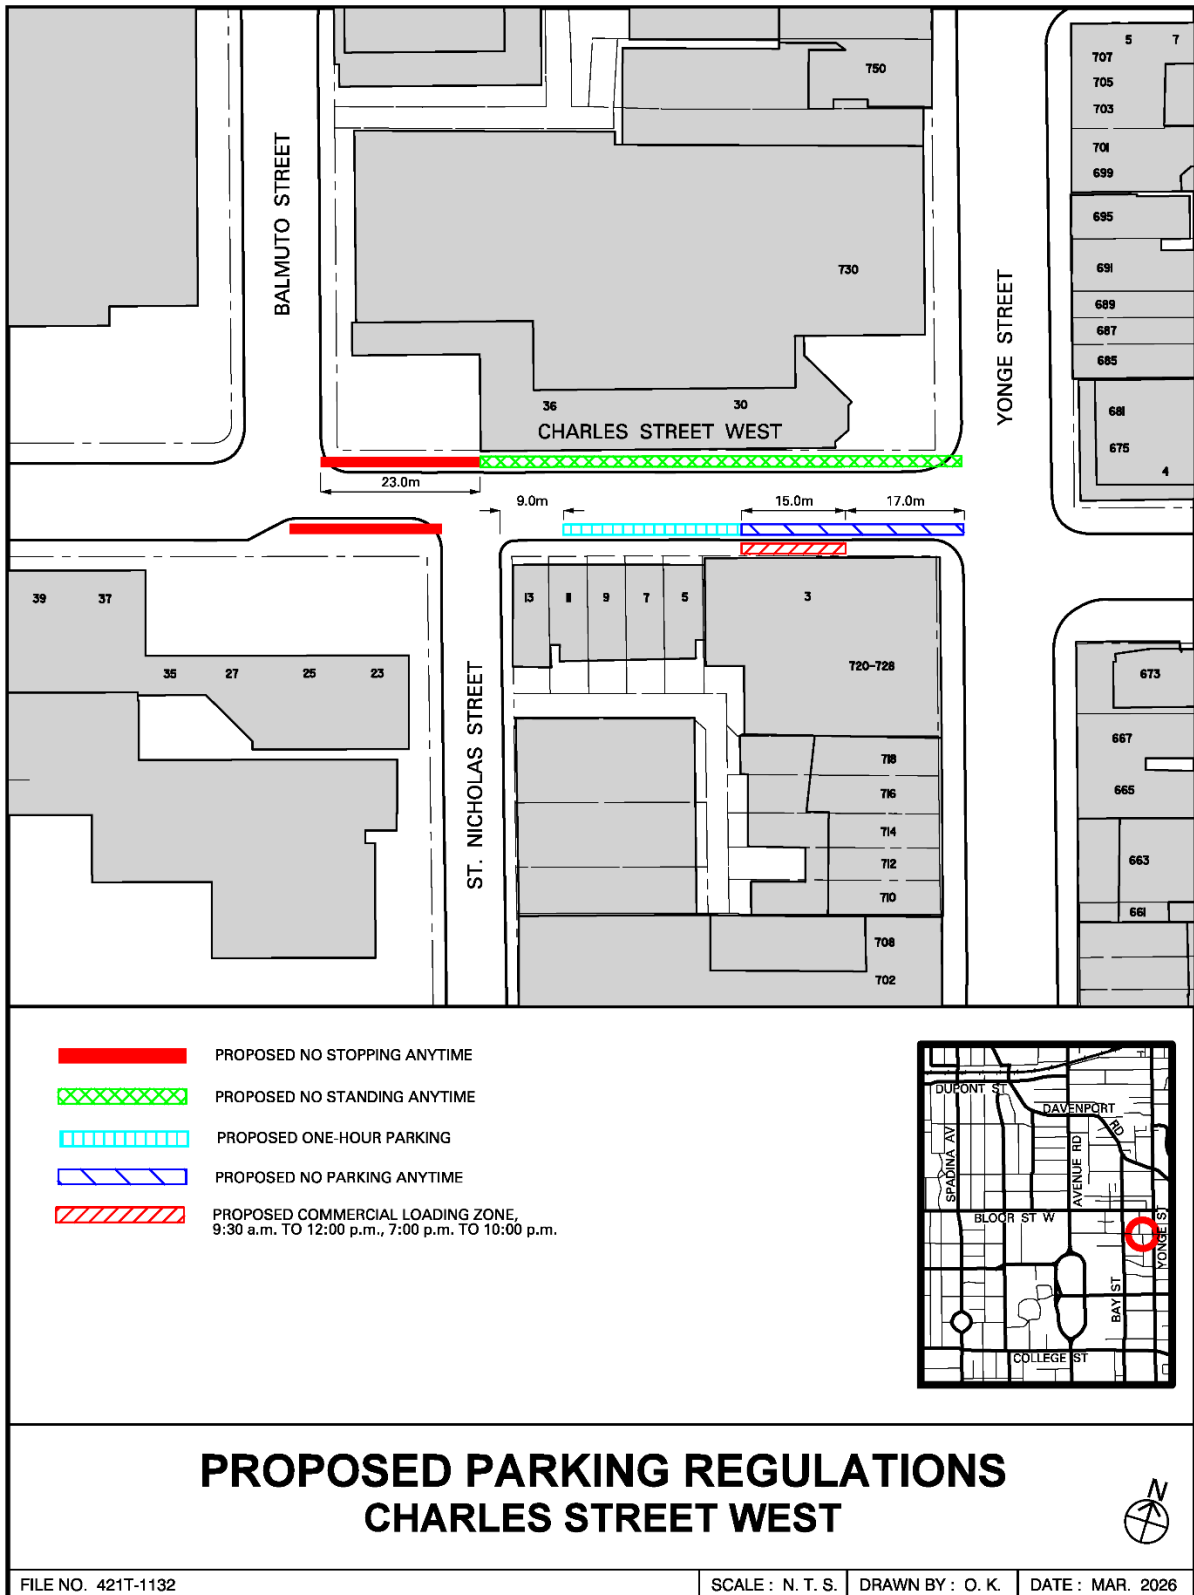 5 7
707
705
703
701
699
695
691
689
687
685
681
675
4
750
730
BALMUTO STREET
YONGE STREET
36 30
CHARLES STREET WEST
23.0m
9.0m
15.0m
17.0m
39 37
35 27 25 23
13 11 9 7 5
3
720-728
ST. NICHOLAS STREET
718
716
714
712
710
708
702
673
667
665
663
661
PROPOSED NO STOPPING ANYTIME
PROPOSED NO STANDING ANYTIME
PROPOSED ONE-HOUR PARKING
PROPOSED NO PARKING ANYTIME
PROPOSED COMMERCIAL LOADING ZONE,
9:30 a.m. TO 12:00 p.m., 7:00 p.m. TO 10:00 p.m.
DUPONT ST
DAVENPORT RD
SPADINA AV
AVENUE RD
BLOOR ST W
YONGE ST
BAY ST
COLLEGE ST
PROPOSED PARKING REGULATIONS
CHARLES STREET WEST
N
FILE NO. 421T-1132
SCALE : N. T. S.
DRAWN BY : O. K.
DATE : MAR. 2026